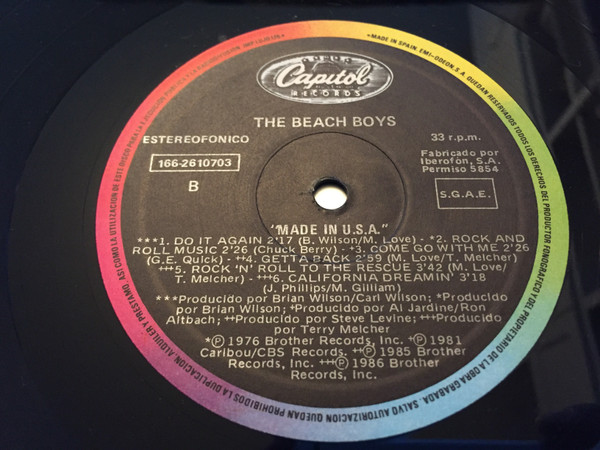 Capitol
RECORDS
THE BEACH BOYS
ESTEREOFONICO
33 r.p.m.
166-2610703
Fabricado por
Iberofón, S.A.
Permiso 5854
B
S.G.A.E.
"MADE IN U.S.A."
***1. DO IT AGAIN 2'17 (B. Wilson/M. Love) - *2. ROCK AND
ROLL MUSIC 2'26 (Chuck Berry) - °3. COME GO WITH ME 2'26
(G.E. Quick) - ++4. GETTA BACK 2'59 (M. Love/T. Melcher)
+++5. ROCK 'N' ROLL TO THE RESCUE 3'42 (M. Love/
T. Melcher) - +++6. CALIFORNIA DREAMIN' 3'18
(J. Phillips/M. Gilliam)
***Producido por Brian Wilson/Carl Wilson; *Producido
por Brian Wilson; +Producido por Al Jardine/Ron
Altbach; ++Producido por Steve Levine; +++Producido
por Terry Melcher
*Ⓟ 1976 Brother Records, Inc. +Ⓟ 1981
Caribou/CBS Records. ++Ⓟ 1985 Brother
Records, Inc. +++Ⓟ 1986 Brother
Records, Inc.
•MADE IN SPAIN. EMI-ODEON S.A. QUEDAN RESERVADOS TODOS LOS DERECHOS DEL PRODUCTOR FONOGRAFICO Y DEL PROPIETARIO DE LA OBRA GRABADA. SALVO AUTORIZACION QUEDAN PROHIBIDOS LA DUPLICACION, ALQUILER Y PRESTAMO, ASI COMO LA UTILIZACION DE ESTE DISCO PARA LA EJECUCION PUBLICA Y LA RADIODIFUSION.